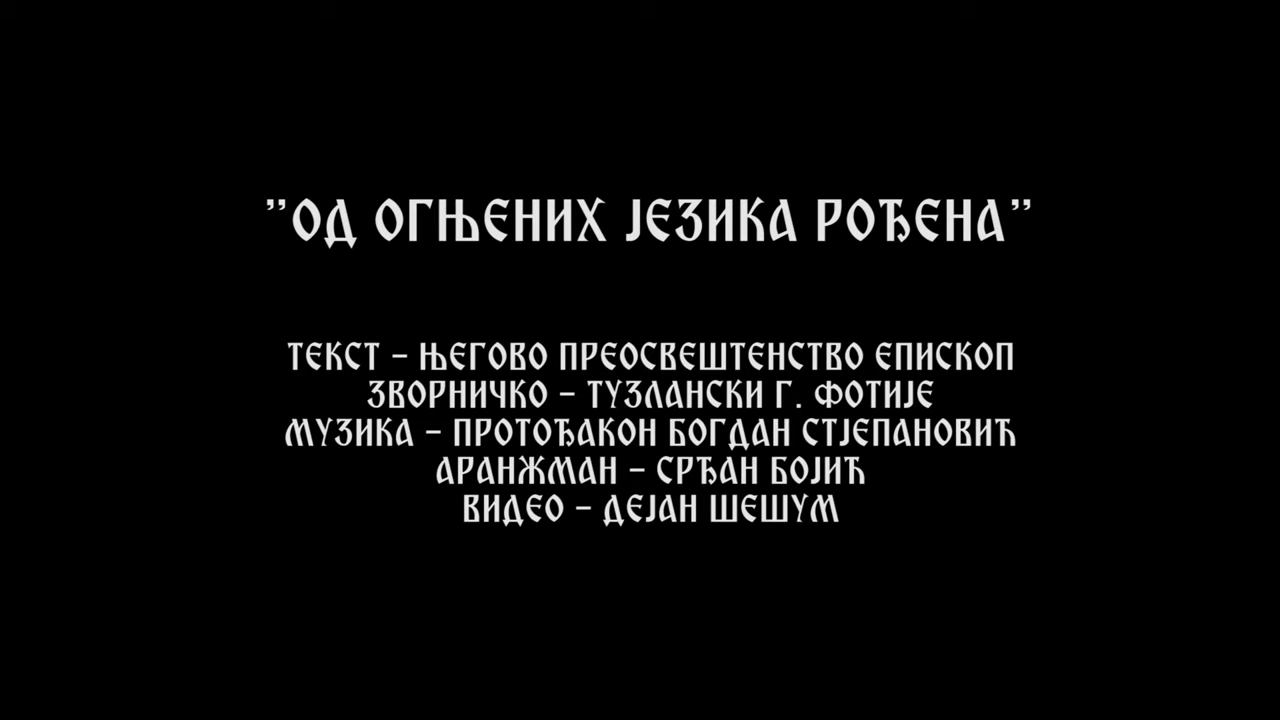 "ОД ОГЊЕНИХ ЈЕЗИКА РОЂЕНА"
ТЕКСТ - ЊЕГОВО ПРЕОСВЕШТЕНСТВО ЕПИСКОП
ЗВОРНИЧКО - ТУЗЛАНСКИ Г. ФОТИЈЕ
МУЗИКА - ПРОТОЂАКОН БОГДАН СТЈЕПАНОВИЋ
АРАНЖМАН - СРЂАН БОЈИЋ
ВИДЕО - ДЕЈАН ШЕШУМ